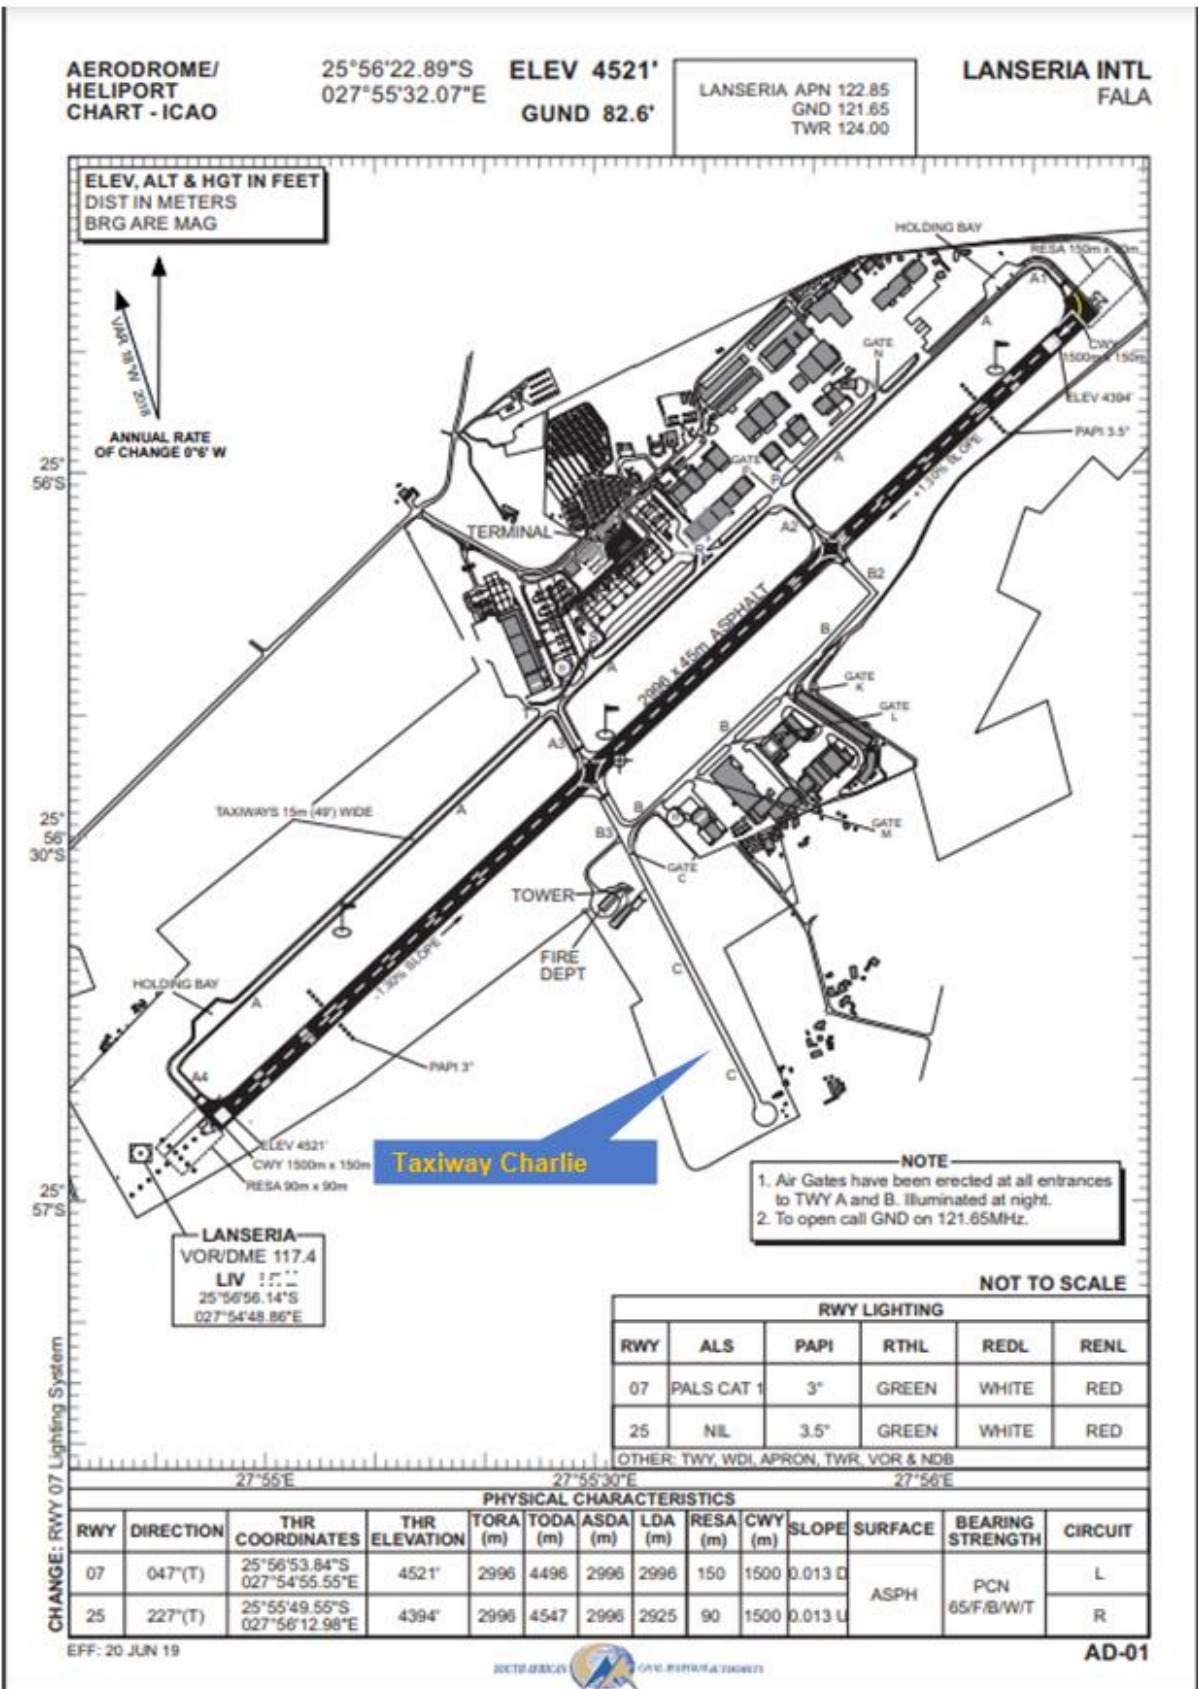 AERODROME/
HELIPORT
CHART - ICAO
25°56'22.89"S
027°55'32.07"E
ELEV 4521'
GUND 82.6'
LANSERIA APN 122.85
GND 121.65
TWR 124.00
LANSERIA INTL
FALA
ELEV, ALT & HGT IN FEET
DIST IN METERS
BRG ARE MAG
VAR 18°W 2018
ANNUAL RATE
OF CHANGE 0°6' W
HOLDING BAY
RESA 150m x
A1
A
CWY
1500m x 150m
GATE
N
ELEV 4394'
PAPI 3.5°
+1.30% SLOPE
25°
56'S
GATE
P
A
TERMINAL
A2
B2
2996 x 45m ASPHALT
B
A
GATE
K
GATE
L
B
A3
TAXIWAYS 15m (49') WIDE
A
25°
56'
30"S
B
B3
GATE
M
GATE
C
TOWER
FIRE
DEPT
-1.30% SLOPE
C
HOLDING BAY
A
A4
PAPI 3°
C
ELEV 4521'
CWY 1500m x 150m
RESA 90m x 90m
Taxiway Charlie
25°
57'S
NOTE
1. Air Gates have been erected at all entrances
to TWY A and B. Illuminated at night.
2. To open call GND on 121.65MHz.
LANSERIA
VOR/DME 117.4
LIV
25°56'56.14"S
027°54'48.86"E
NOT TO SCALE
RWY LIGHTING
RWY ALS PAPI RTHL REDL RENL
07 PALS CAT 1 3° GREEN WHITE RED
25 NIL 3.5° GREEN WHITE RED
OTHER: TWY, WDI, APRON, TWR, VOR & NDB
27°55'E 27°55'30"E 27°56'E
PHYSICAL CHARACTERISTICS
RWY DIRECTION THR COORDINATES THR ELEVATION TORA (m) TODA (m) ASDA (m) LDA (m) RESA (m) CWY (m) SLOPE SURFACE BEARING STRENGTH CIRCUIT
07 047°(T) 25°56'53.84"S 027°54'55.55"E 4521' 2996 4496 2996 2996 150 1500 0.013 D ASPH PCN 65/F/B/W/T L
25 227°(T) 25°55'49.55"S 027°56'12.98"E 4394' 2996 4547 2996 2925 90 1500 0.013 U R
CHANGE: RWY 07 Lighting System
EFF: 20 JUN 19
AD-01
SOUTH AFRICAN CIVIL AVIATION AUTHORITY